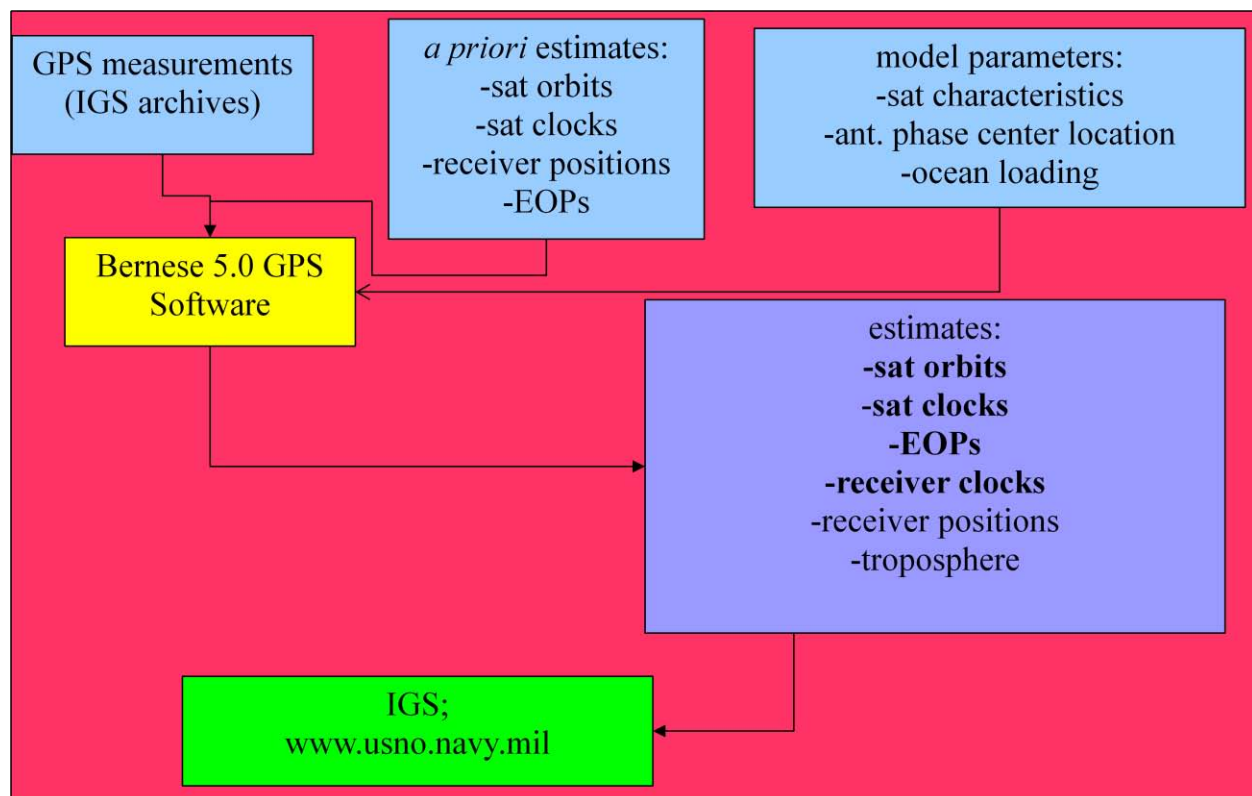 GPS measurements
(IGS archives)
a priori estimates:
-sat orbits
-sat clocks
-receiver positions
-EOPs
model parameters:
-sat characteristics
-ant. phase center location
-ocean loading
Bernese 5.0 GPS
Software
estimates:
-sat orbits
-sat clocks
-EOPs
-receiver clocks
-receiver positions
-troposphere
IGS;
www.usno.navy.mil